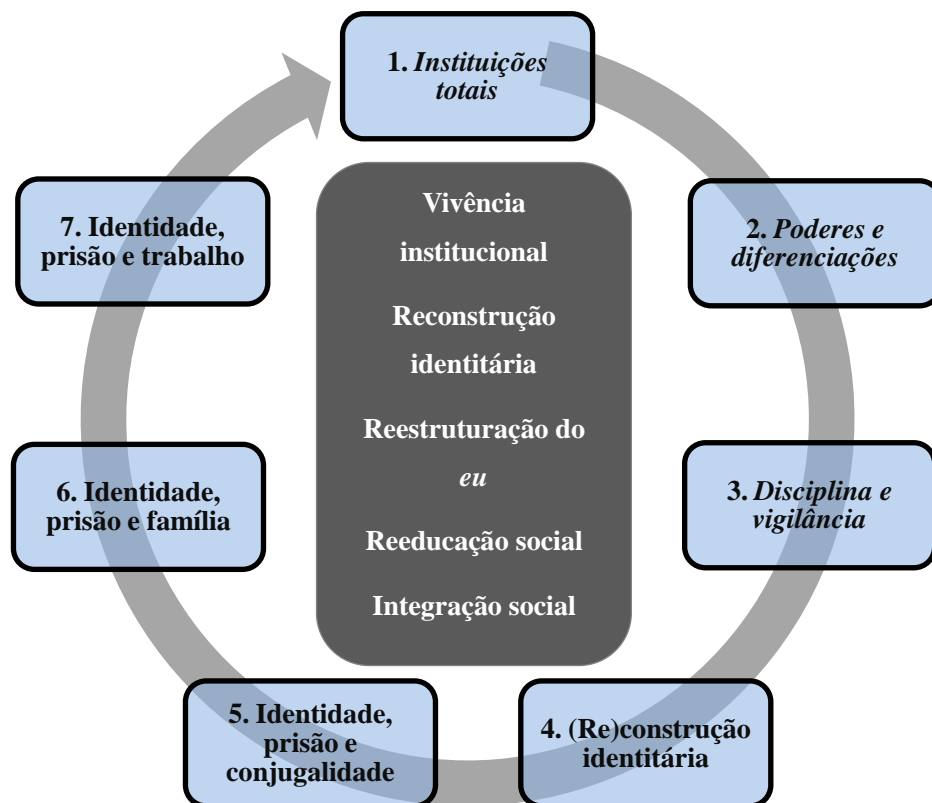 1. Instituições
totais
2. Poderes e
diferenciações
3. Disciplina e
vigilância
4. (Re)construção
identitária
5. Identidade,
prisão e
conjugalidade
6. Identidade,
prisão e família
7. Identidade,
prisão e trabalho
Vivência
institucional
Reconstrução
identitária
Reestruturação do
eu
Reeducação social
Integração social